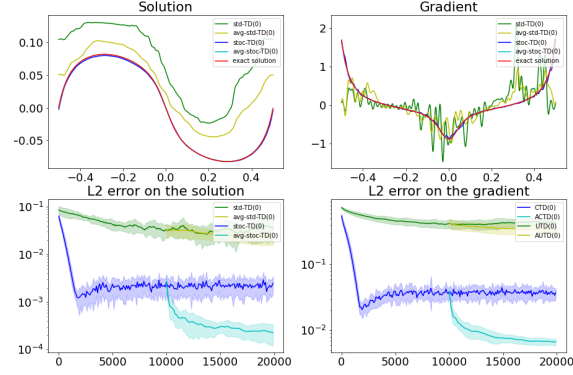 Solution
std-TD(0)
avg-std-TD(0)
stoc-TD(0)
avg-stoc-TD(0)
exact solution
0.10
0.05
0.00
−0.05
−0.4 −0.2 0.0 0.2 0.4
Gradient
std-TD(0)
avg-std-TD(0)
stoc-TD(0)
avg-stoc-TD(0)
exact solution
2
1
0
−1
−0.4 −0.2 0.0 0.2 0.4
L2 error on the solution
std-TD(0)
avg-std-TD(0)
stoc-TD(0)
avg-stoc-TD(0)
10⁻¹
10⁻²
10⁻³
10⁻⁴
0 5000 10000 15000 20000
L2 error on the gradient
CTD(0)
ACTD(0)
UTD(0)
AUTD(0)
10⁻¹
10⁻²
0 5000 10000 15000 20000